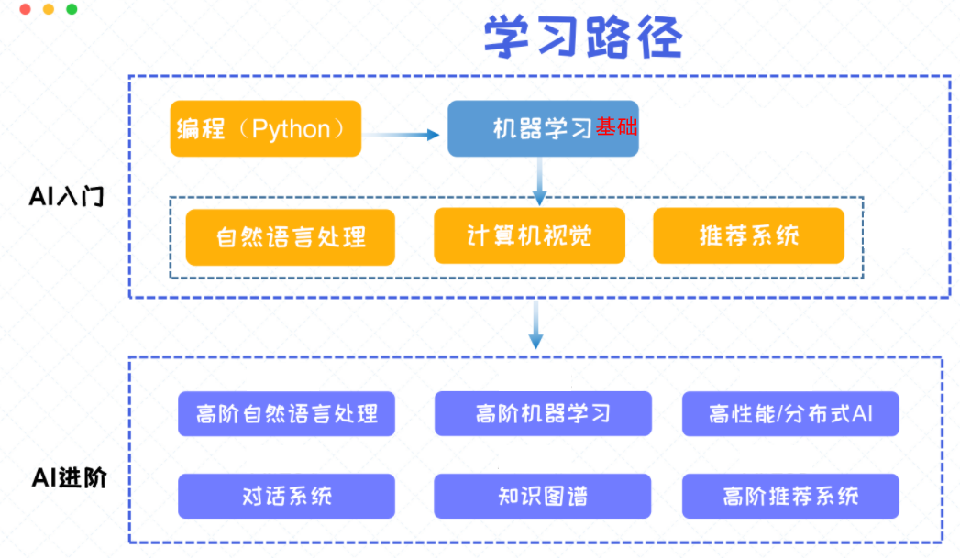 学习路径
编程（Python）
机器学习基础
AI入门
自然语言处理
计算机视觉
推荐系统
高阶自然语言处理
高阶机器学习
高性能/分布式AI
AI进阶
对话系统
知识图谱
高阶推荐系统